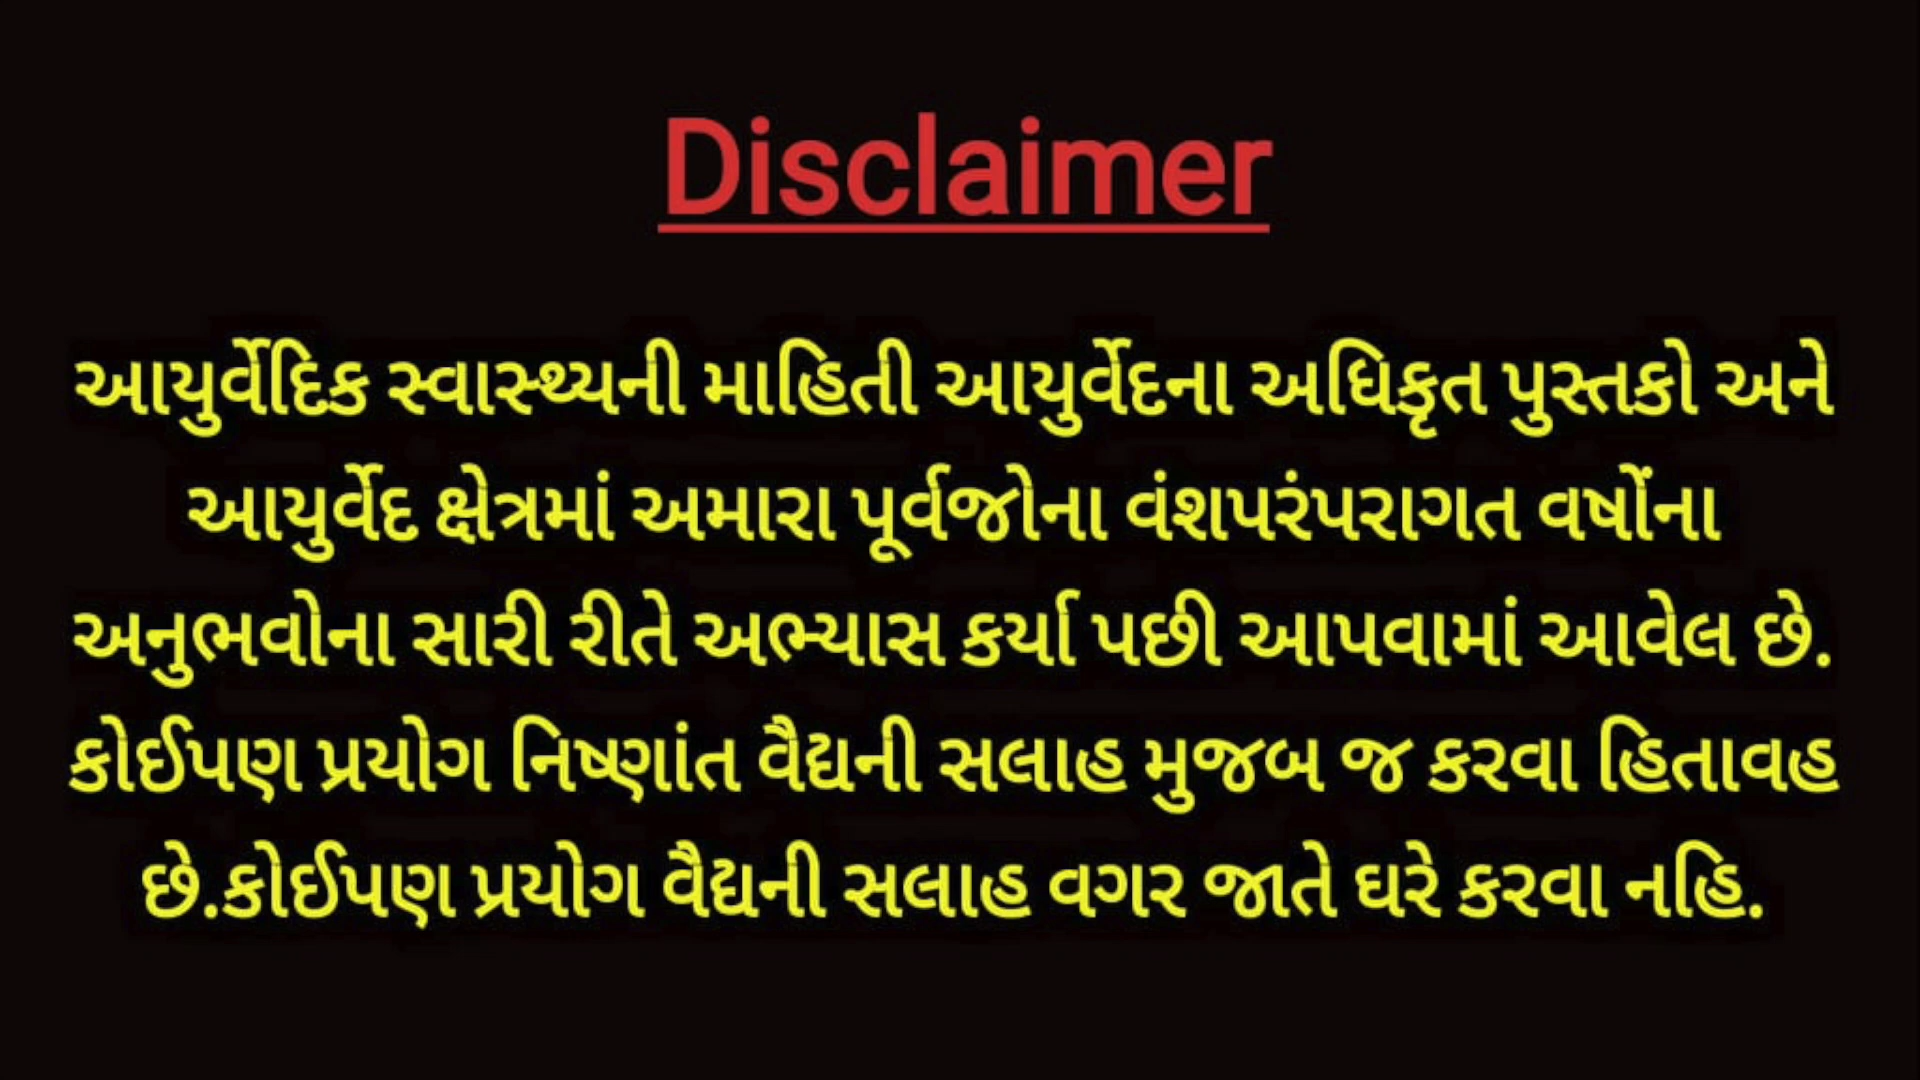 Disclaimer
આયુર્વેદિક સ્વાસ્થ્યની માહિતી આયુર્વેદના અધિકૃત પુસ્તકો અને
આયુર્વેદ ક્ષેત્રમાં અમારા પૂર્વજોના વંશપરંપરાગત વર્ષોના
અનુભવોના સારી રીતે અભ્યાસ કર્યા પછી આપવામાં આવેલ છે.
કોઈપણ પ્રયોગ નિષ્ણાંત વૈદ્યની સલાહ મુજબ જ કરવા હિતાવહ
છે.કોઈપણ પ્રયોગ વૈદ્યની સલાહ વગર જાતે ઘરે કરવા નહિ.